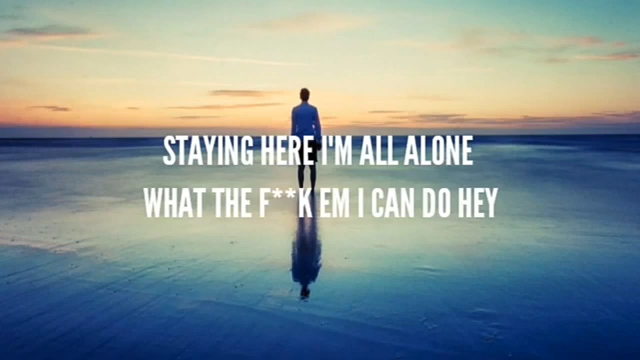 STAYING HERE I'M ALL ALONE
WHAT THE F**K EM I CAN DO HEY